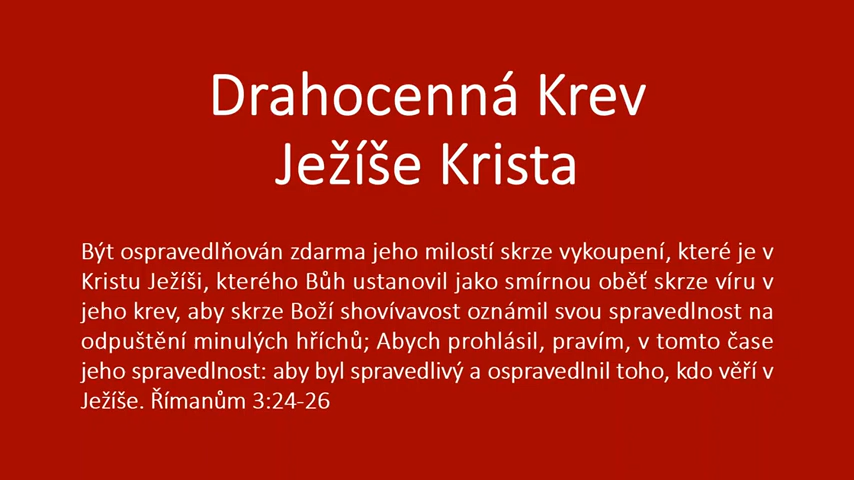 Drahocenná Krev
Ježíše Krista
Být ospravedlňován zdarma jeho milostí skrze vykoupení, které je v
Kristu Ježíši, kterého Bůh ustanovil jako smírnou oběť skrze víru v
jeho krev, aby skrze Boží shovívavost oznámil svou spravedlnost na
odpuštění minulých hříchů; Abych prohlásil, pravím, v tomto čase
jeho spravedlnost: aby byl spravedlivý a ospravedlnil toho, kdo věří v
Ježíše. Římanům 3:24-26